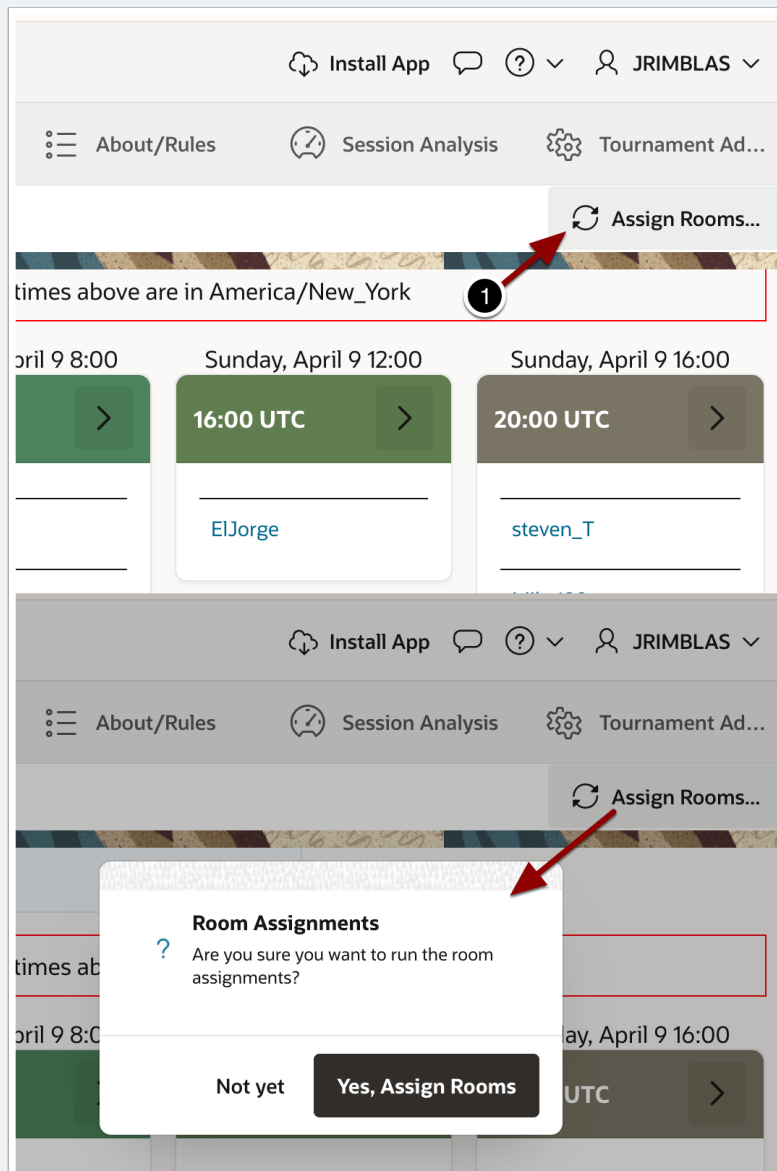 Install App JRIMBLAS
About/Rules Session Analysis Tournament Ad...
Assign Rooms...
times above are in America/New_York
1
pril 9 8:00 Sunday, April 9 12:00 Sunday, April 9 16:00
16:00 UTC 20:00 UTC
ElJorge steven_T
Install App JRIMBLAS
About/Rules Session Analysis Tournament Ad...
Assign Rooms...
Room Assignments
? Are you sure you want to run the room
assignments?
times ab
pril 9 8:0 ay, April 9 16:00
Not yet Yes, Assign Rooms UTC